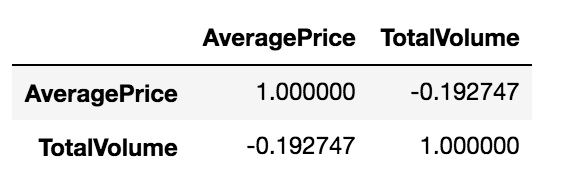 AveragePrice TotalVolume
AveragePrice 1.000000 -0.192747
TotalVolume -0.192747 1.000000